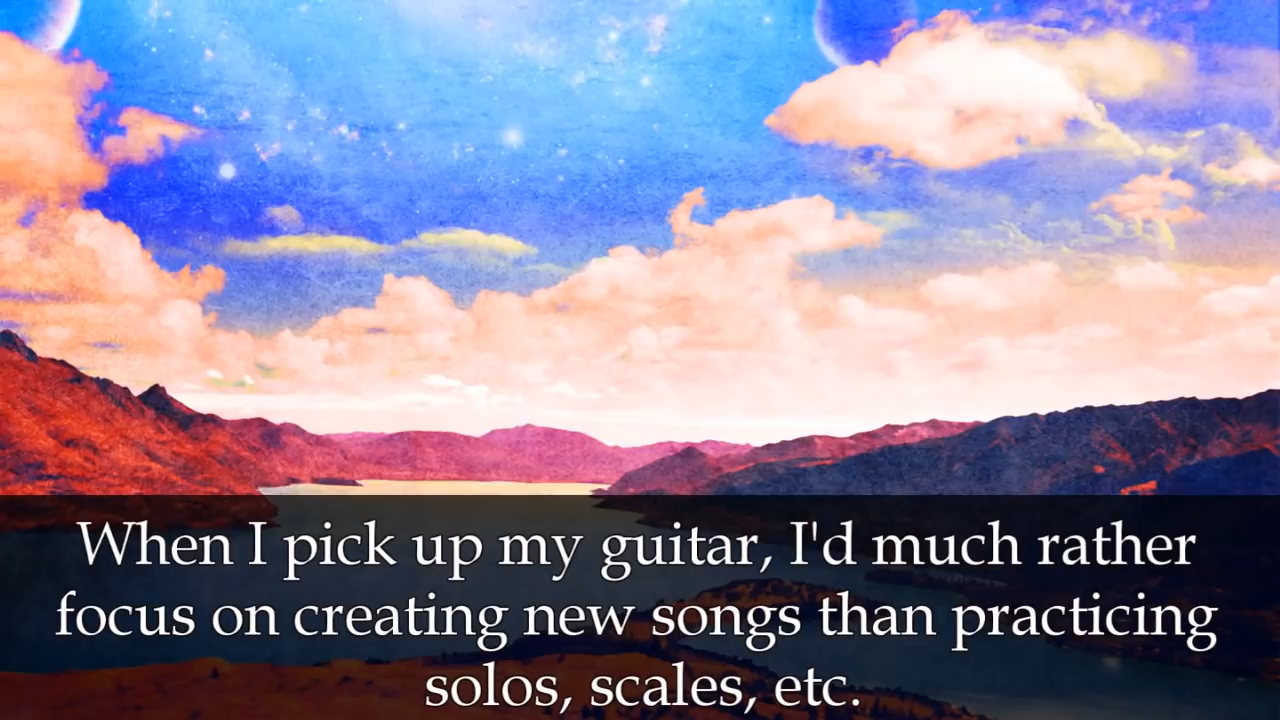 When I pick up my guitar, I'd much rather
focus on creating new songs than practicing
solos, scales, etc.